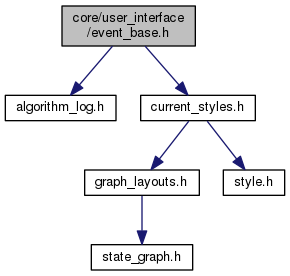 core/user_interface
/event_base.h
algorithm_log.h
current_styles.h
graph_layouts.h
style.h
state_graph.h